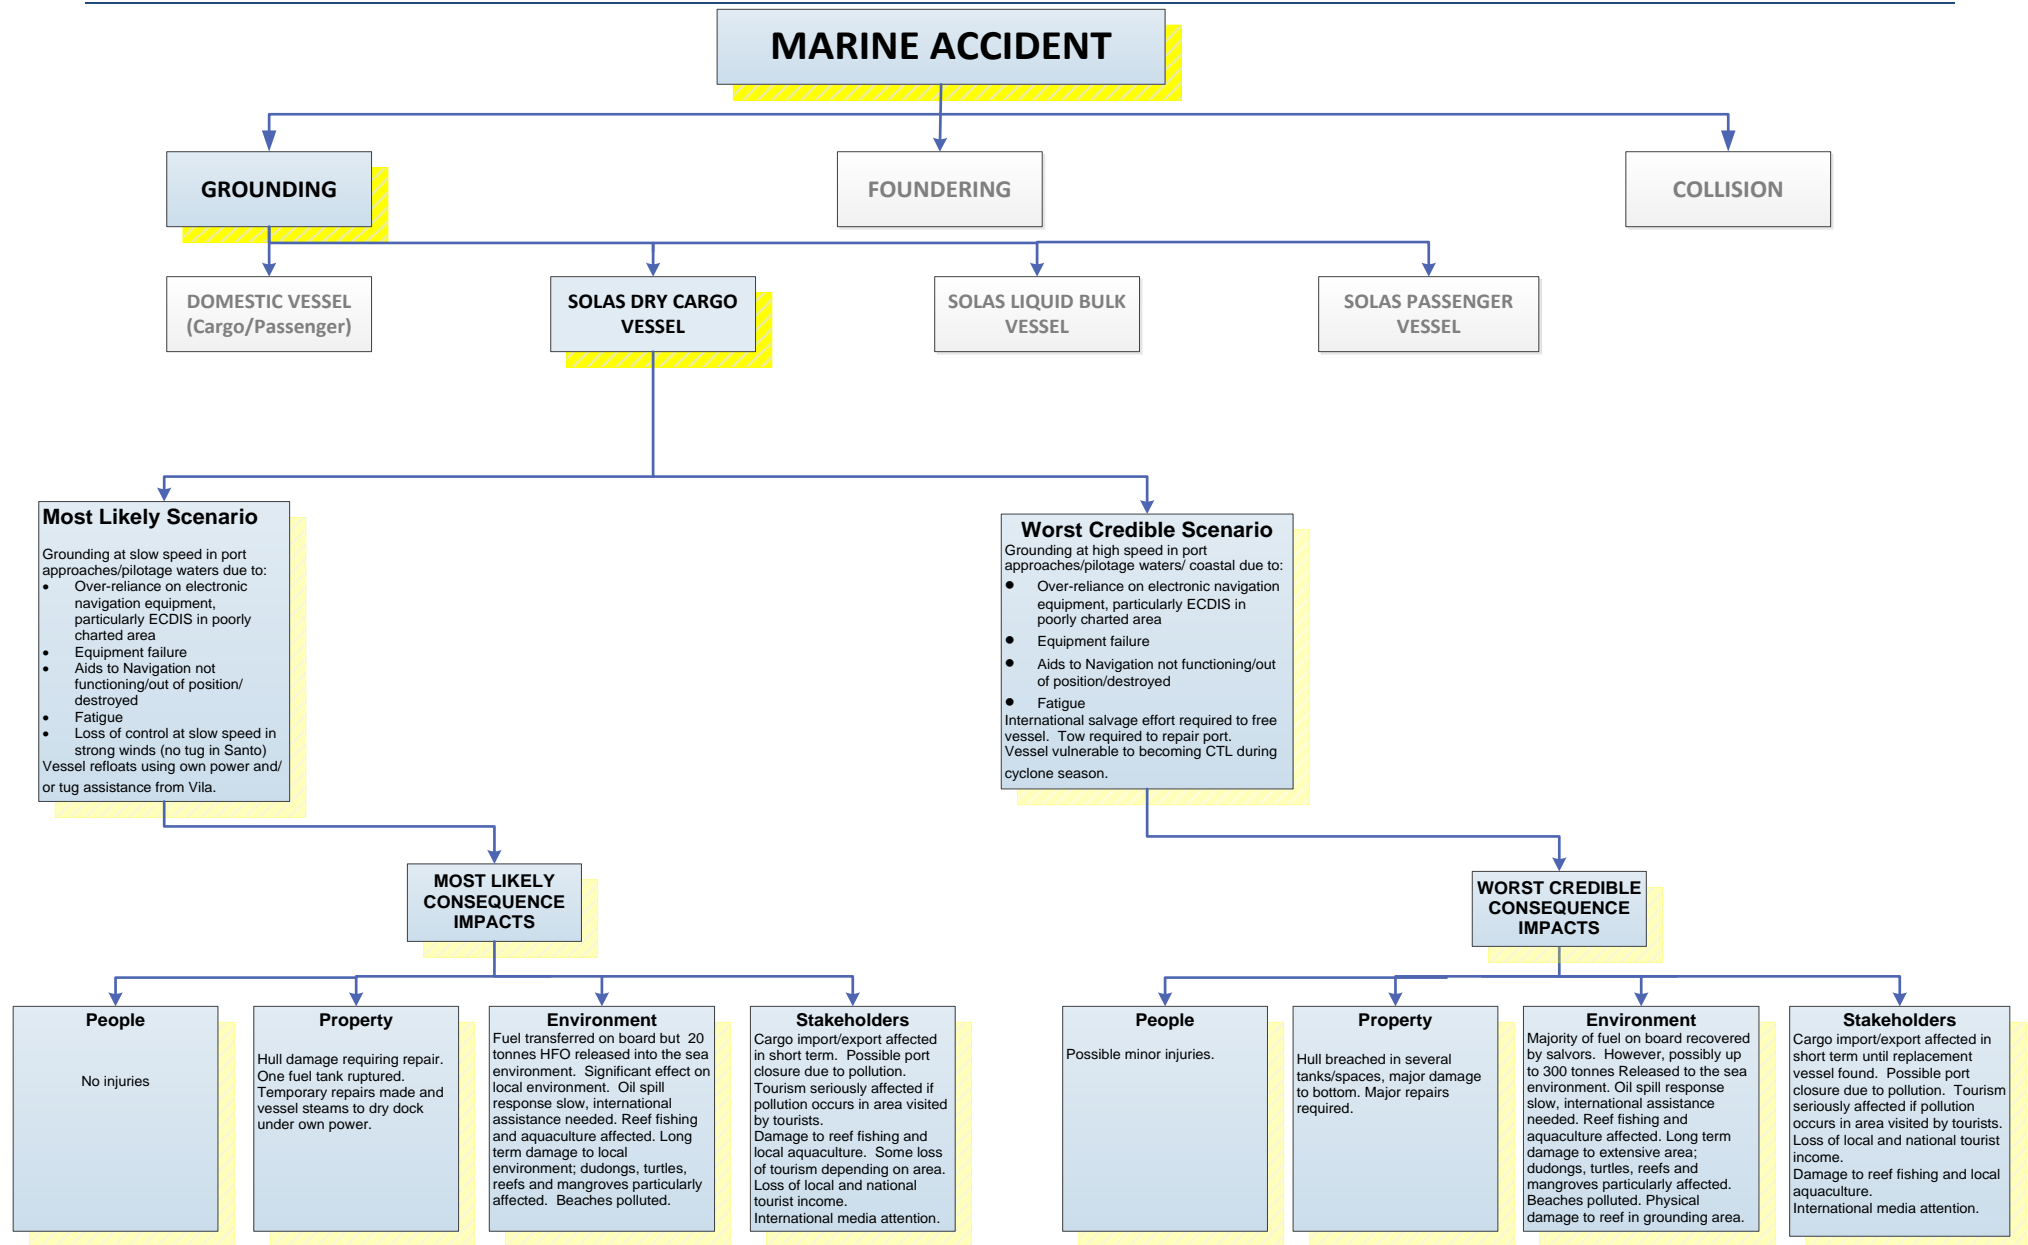 MARINE ACCIDENT
GROUNDING
FOUNDERING
COLLISION
DOMESTIC VESSEL
(Cargo/Passenger)
SOLAS DRY CARGO
VESSEL
SOLAS LIQUID BULK
VESSEL
SOLAS PASSENGER
VESSEL
Most Likely Scenario
Grounding at slow speed in port
approaches/pilotage waters due to:
• Over-reliance on electronic
navigation equipment,
particularly ECDIS in poorly
charted area
• Equipment failure
• Aids to Navigation not
functioning/out of position/
destroyed
• Fatigue
• Loss of control at slow speed in
strong winds (no tug in Santo)
Vessel refloats using own power and/
or tug assistance from Vila.
Worst Credible Scenario
Grounding at high speed in port
approaches/pilotage waters/ coastal due to:
• Over-reliance on electronic navigation
equipment, particularly ECDIS in
poorly charted area
• Equipment failure
• Aids to Navigation not functioning/out
of position/destroyed
• Fatigue
International salvage effort required to free
vessel. Tow required to repair port.
Vessel vulnerable to becoming CTL during
cyclone season.
MOST LIKELY
CONSEQUENCE
IMPACTS
WORST CREDIBLE
CONSEQUENCE
IMPACTS
People
No injuries
Property
Hull damage requiring repair.
One fuel tank ruptured.
Temporary repairs made and
vessel steams to dry dock
under own power.
Environment
Fuel transferred on board but 20
tonnes HFO released into the sea
environment. Significant effect on
local environment. Oil spill
response slow, international
assistance needed. Reef fishing
and aquaculture affected. Long
term damage to local
environment; dudongs, turtles,
reefs and mangroves particularly
affected. Beaches polluted.
Stakeholders
Cargo import/export affected
in short term. Possible port
closure due to pollution.
Tourism seriously affected if
pollution occurs in area visited
by tourists.
Damage to reef fishing and
local aquaculture. Some loss
of tourism depending on area.
Loss of local and national
tourist income.
International media attention.
People
Possible minor injuries.
Property
Hull breached in several
tanks/spaces, major damage
to bottom. Major repairs
required.
Environment
Majority of fuel on board recovered
by salvors. However, possibly up
to 300 tonnes Released to the sea
environment. Oil spill response
slow, international assistance
needed. Reef fishing and
aquaculture affected. Long term
damage to extensive area;
dudongs, turtles, reefs and
mangroves particularly affected.
Beaches polluted. Physical
damage to reef in grounding area.
Stakeholders
Cargo import/export affected in
short term until replacement
vessel found. Possible port
closure due to pollution. Tourism
seriously affected if pollution
occurs in area visited by tourists.
Loss of local and national tourist
income.
Damage to reef fishing and local
aquaculture.
International media attention.